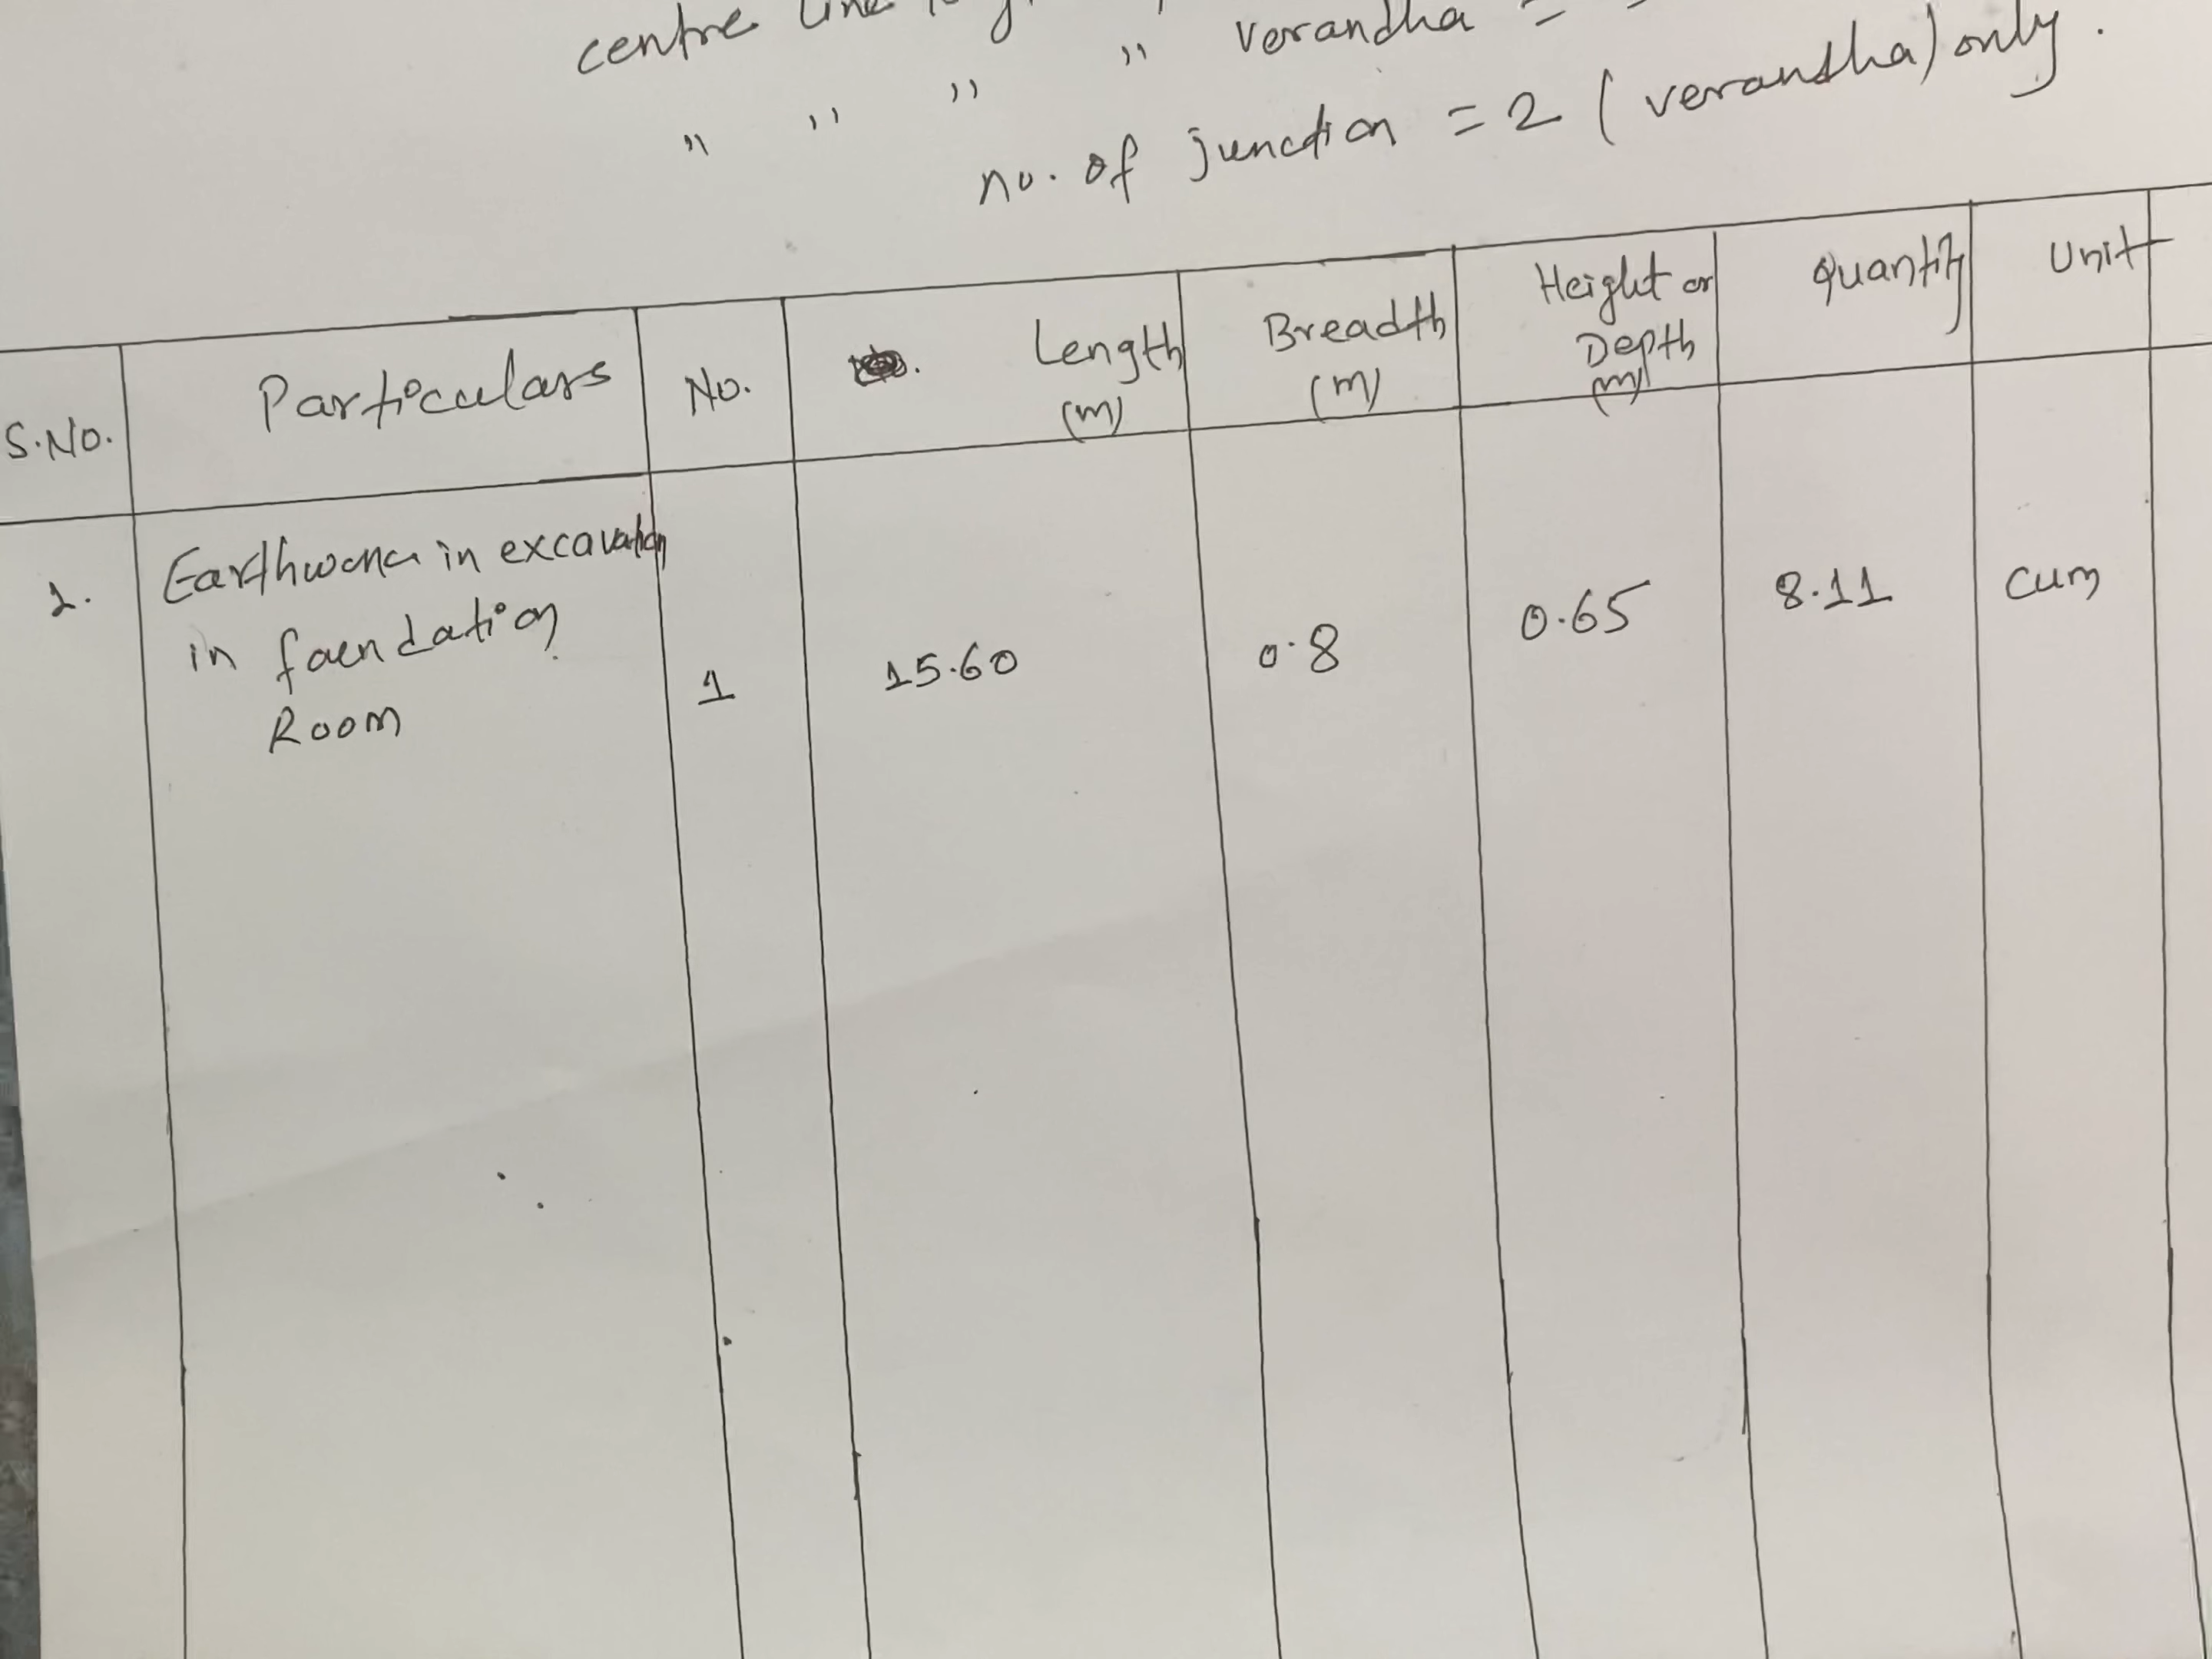 centre line
" " " " verandha =
no. of junction = 2 (verandha) only.
S.No. Particulars No. Length (m) Breadth (m) Height or Depth (m) Quantity Unit
1. Earthwork in excavation in foundation Room 1 15.60 0.8 0.65 8.11 cum